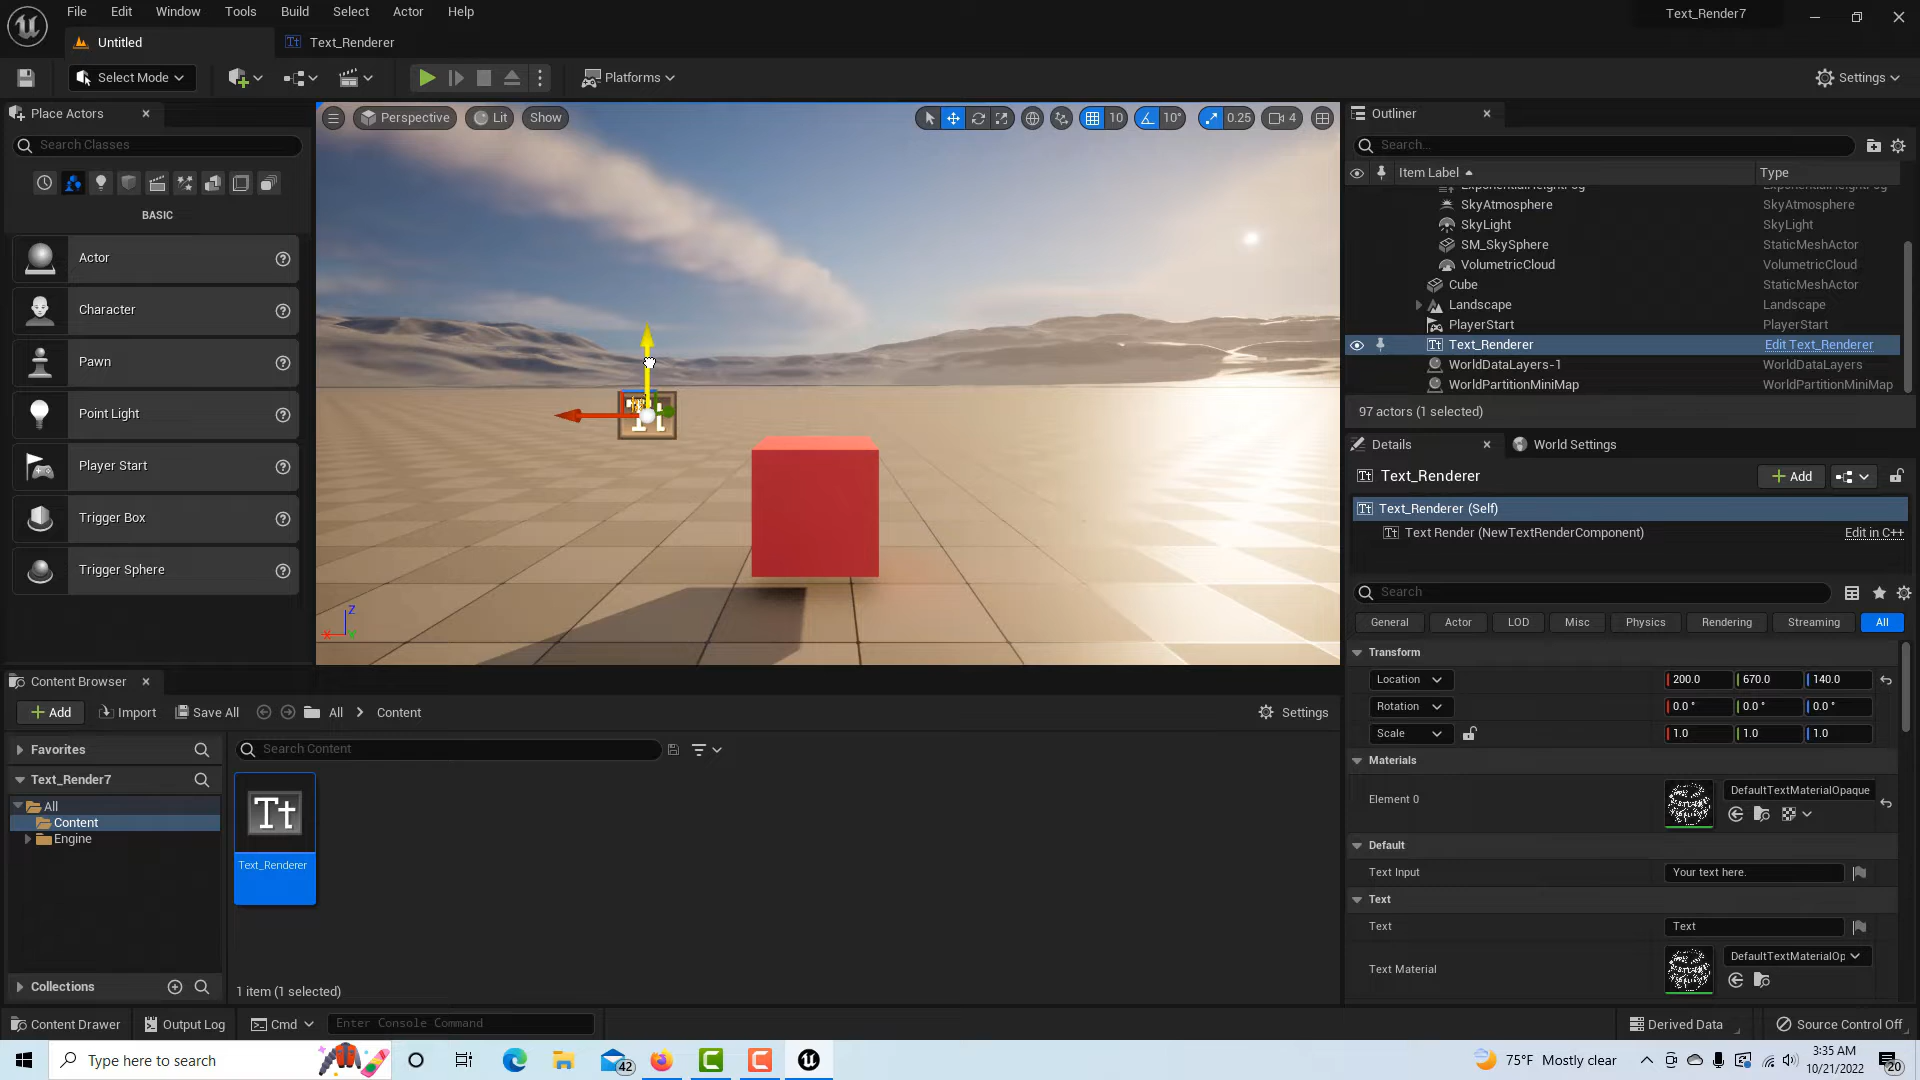 File Edit Window Tools Build Select Actor Help
Text_Render7
Untitled
Text_Renderer
Select Mode
Platforms
Settings
Place Actors
Search Classes
BASIC
Actor
Character
Pawn
Point Light
Player Start
Trigger Box
Trigger Sphere
Perspective
Lit
Show
10
10°
0.25
4
Outliner
Search...
Item Label
Type
ExponentialHeightFog ExponentialHeightFog
SkyAtmosphere SkyAtmosphere
SkyLight SkyLight
SM_SkySphere StaticMeshActor
VolumetricCloud VolumetricCloud
Cube StaticMeshActor
Landscape Landscape
PlayerStart PlayerStart
Text_Renderer Edit Text_Renderer
WorldDataLayers-1 WorldDataLayers
WorldPartitionMiniMap WorldPartitionMiniMap
97 actors (1 selected)
Details
World Settings
Text_Renderer
Add
Text_Renderer (Self)
Text Render (NewTextRenderComponent) Edit in C++
Search
General Actor LOD Misc Physics Rendering Streaming All
Transform
Location 200.0 670.0 140.0
Rotation 0.0 ° 0.0 ° 0.0 °
Scale 1.0 1.0 1.0
Materials
Element 0 DefaultTextMaterialOpaque
Default
Text Input Your text here.
Text
Text Text
Text Material DefaultTextMaterialOp
Tt
Z
X
Y
Content Browser
Add Import Save All All Content
Settings
Favorites
Search Content
Text_Render7
All
Content
Engine
Tt
Text_Renderer
Collections
1 item (1 selected)
Content Drawer Output Log Cmd Enter Console Command
Derived Data Source Control Off
Type here to search
42
75°F Mostly clear
3:35 AM
10/21/2022
20